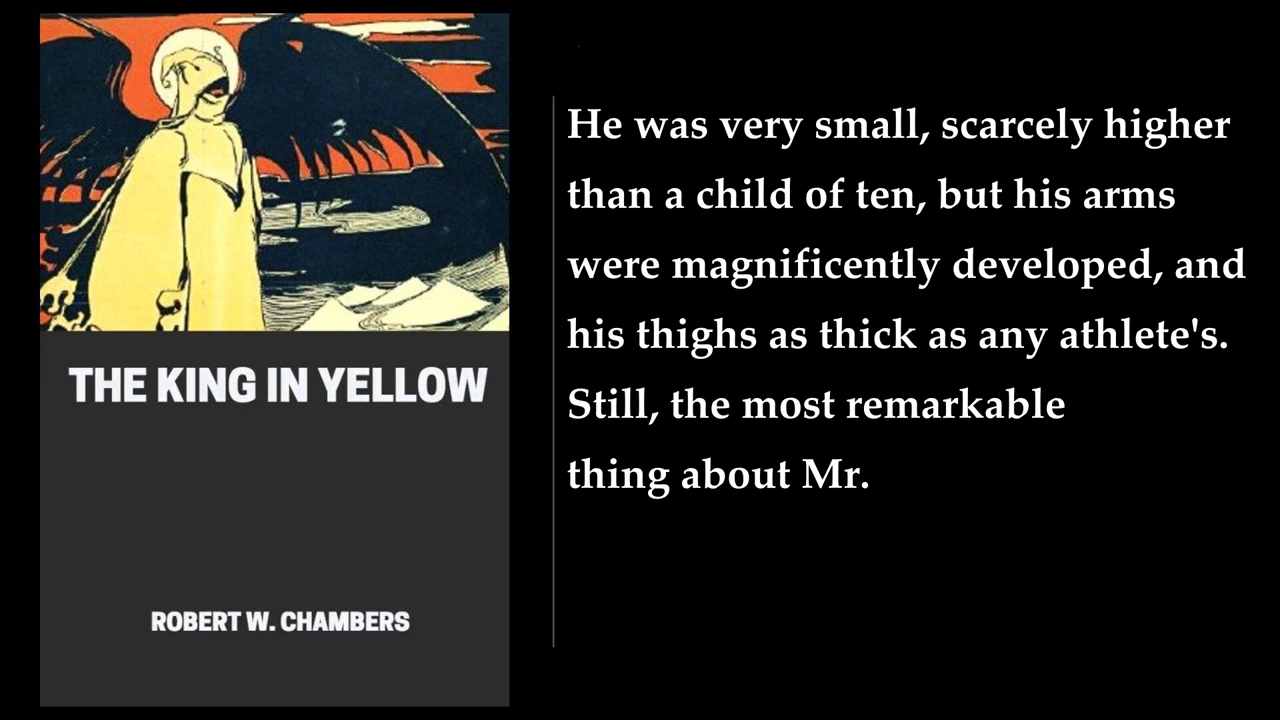 THE KING IN YELLOW
ROBERT W. CHAMBERS
He was very small, scarcely higher
than a child of ten, but his arms
were magnificently developed, and
his thighs as thick as any athlete's.
Still, the most remarkable
thing about Mr.